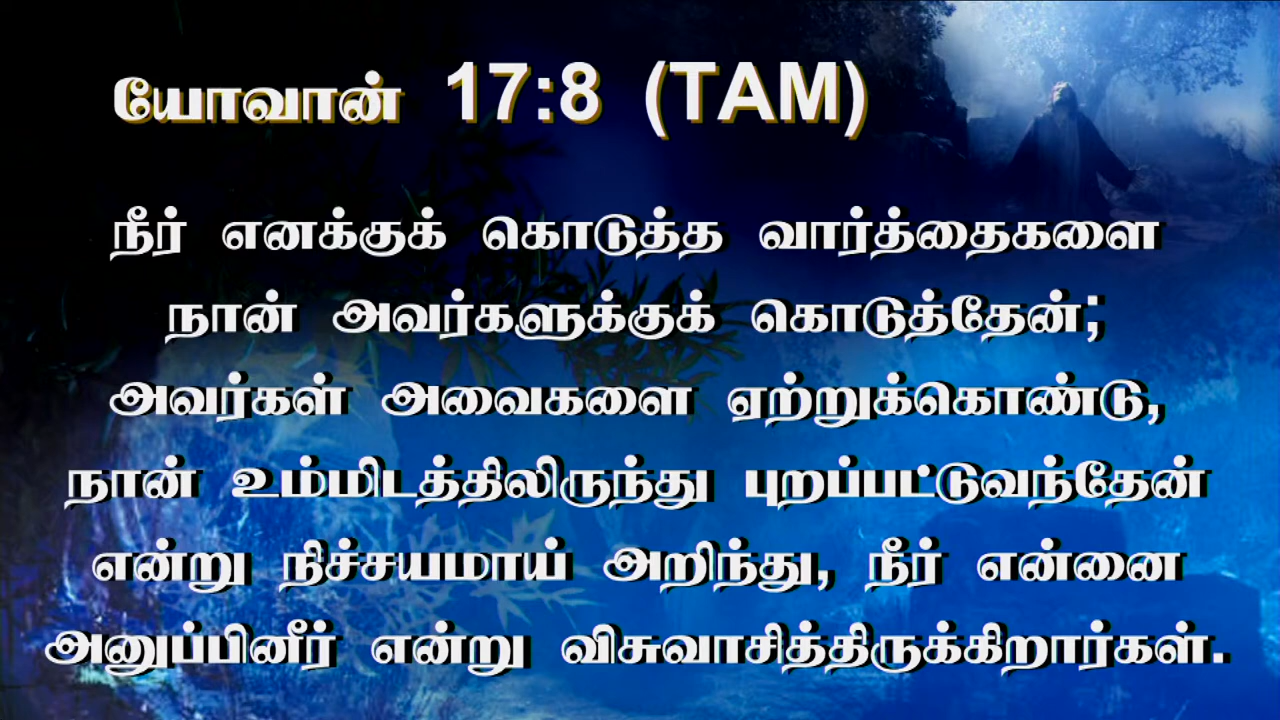 யோவான் 17:8 (TAM)
நீர் எனக்குக் கொடுத்த வார்த்தைகளை
நான் அவர்களுக்குக் கொடுத்தேன்;
அவர்கள் அவைகளை ஏற்றுக்கொண்டு,
நான் உம்மிடத்திலிருந்து புறப்பட்டுவந்தேன்
என்று நிச்சயமாய் அறிந்து, நீர் என்னை
அனுப்பினீர் என்று விசுவாசித்திருக்கிறார்கள்.